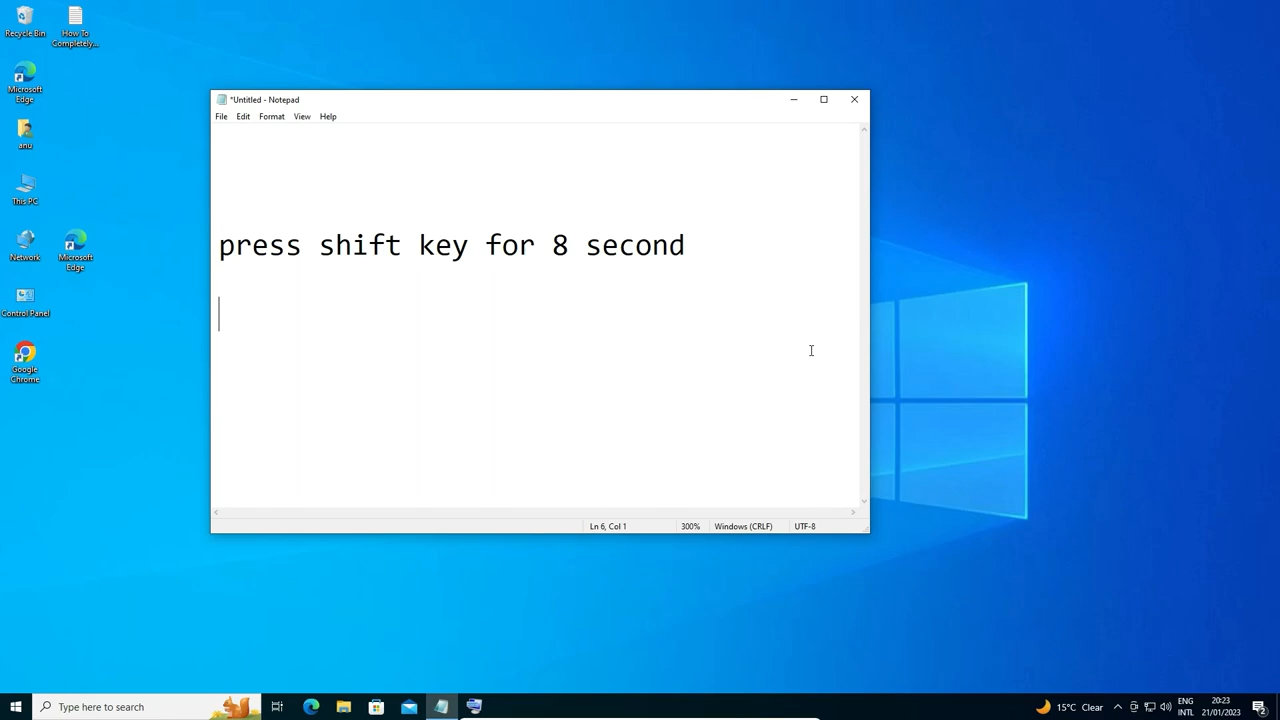 Recycle Bin
How To
Completely...
Microsoft
Edge
anu
This PC
Network
Microsoft
Edge
Control Panel
Google
Chrome
*Untitled - Notepad
File Edit Format View Help
press shift key for 8 second
Ln 6, Col 1 300% Windows (CRLF) UTF-8
Type here to search
15°C Clear
ENG
INTL
20:23
21/01/2023
2